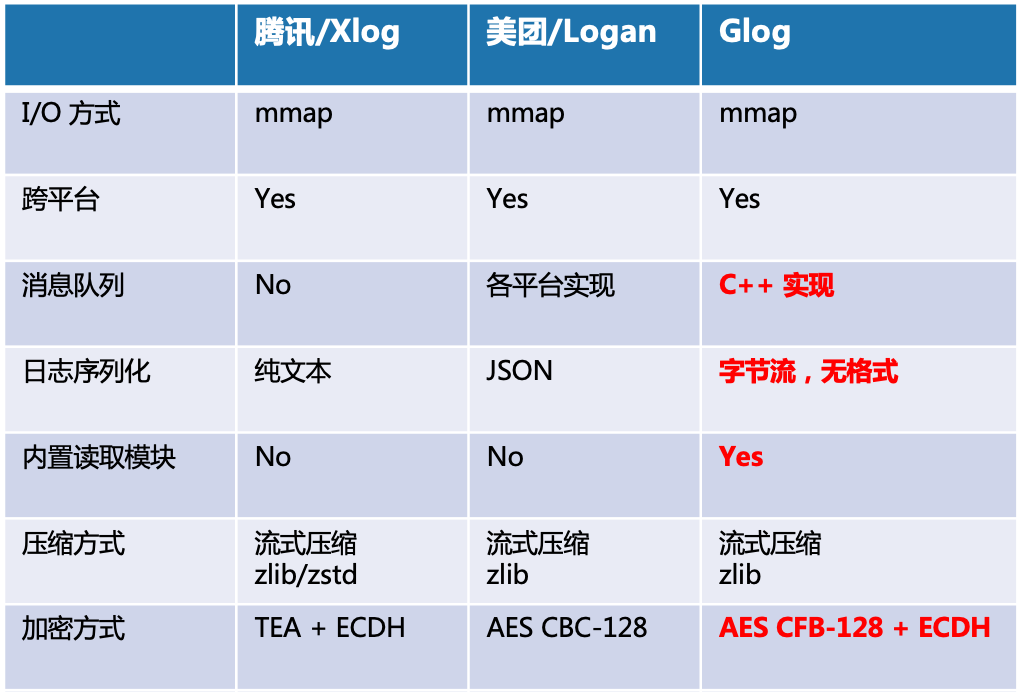 腾讯/Xlog 美团/Logan Glog
I/O 方式 mmap mmap mmap
跨平台 Yes Yes Yes
消息队列 No 各平台实现 C++ 实现
日志序列化 纯文本 JSON 字节流，无格式
内置读取模块 No No Yes
压缩方式 流式压缩 流式压缩 流式压缩
zlib/zstd zlib zlib
加密方式 TEA + ECDH AES CBC-128 AES CFB-128 + ECDH